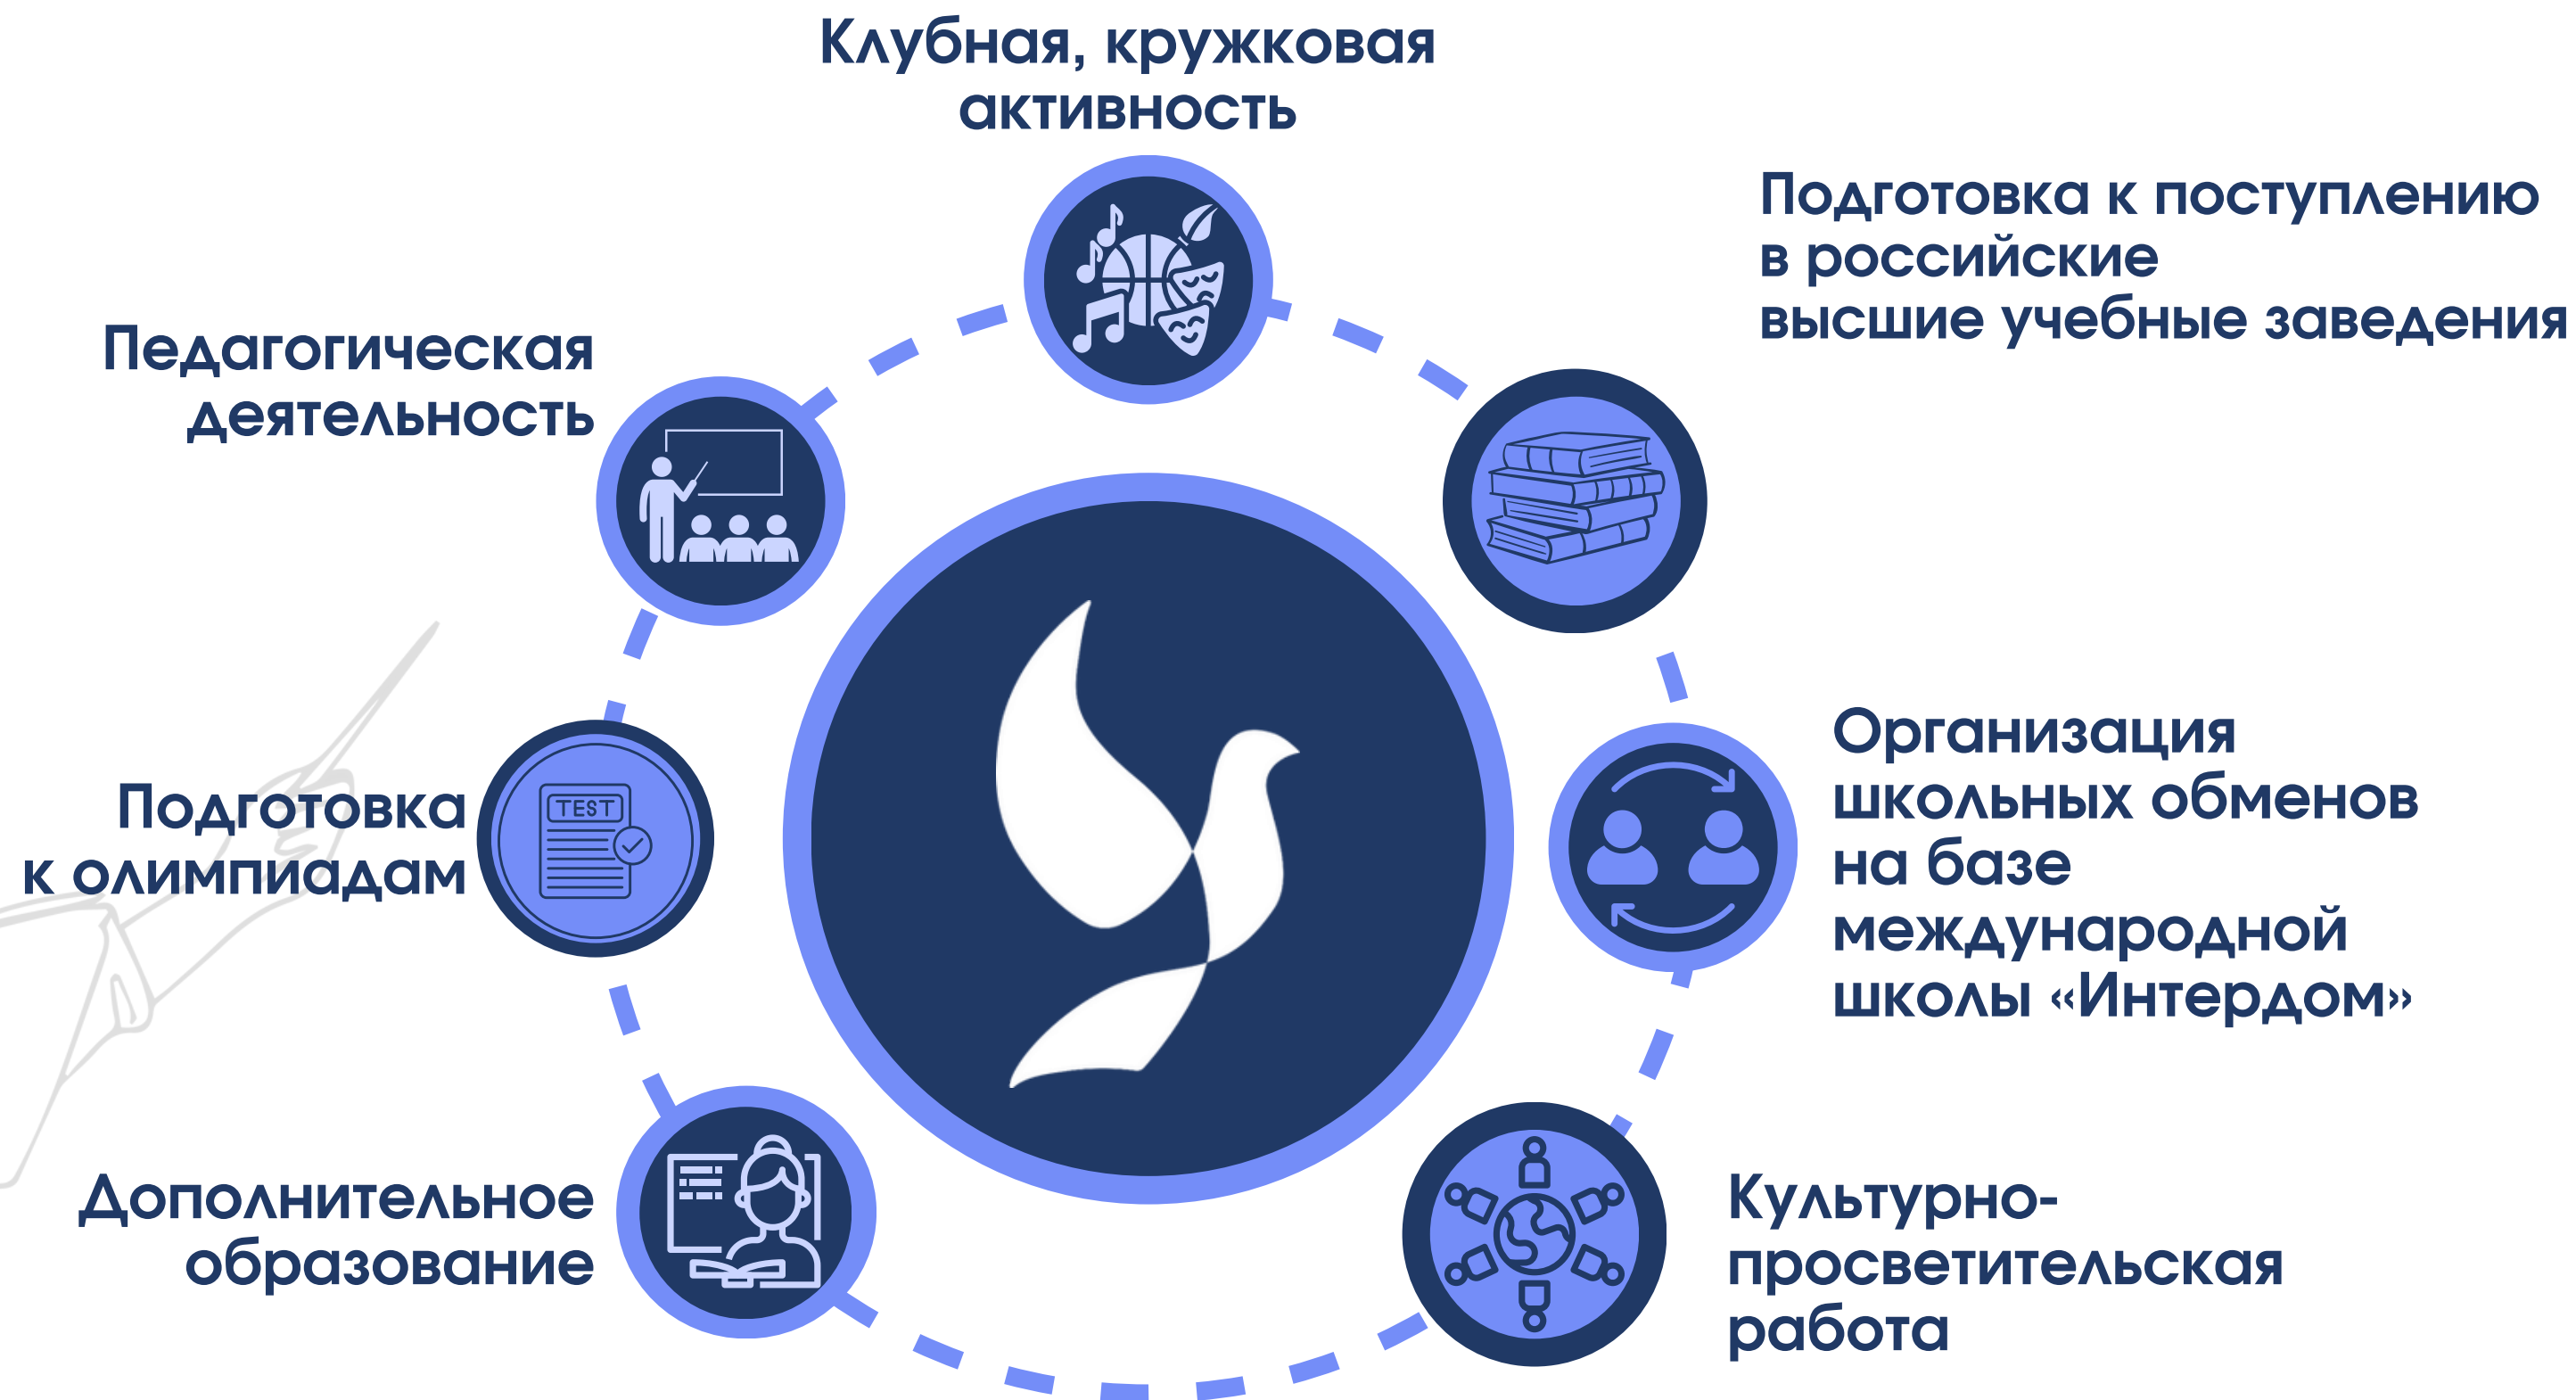 Клубная, кружковая
активность
Подготовка к поступлению
в российские
высшие учебные заведения
Педагогическая
деятельность
Организация
школьных обменов
на базе
международной
школы «Интердом»
TEST
Подготовка
к олимпиадам
Дополнительное
образование
Культурно-
просветительская
работа